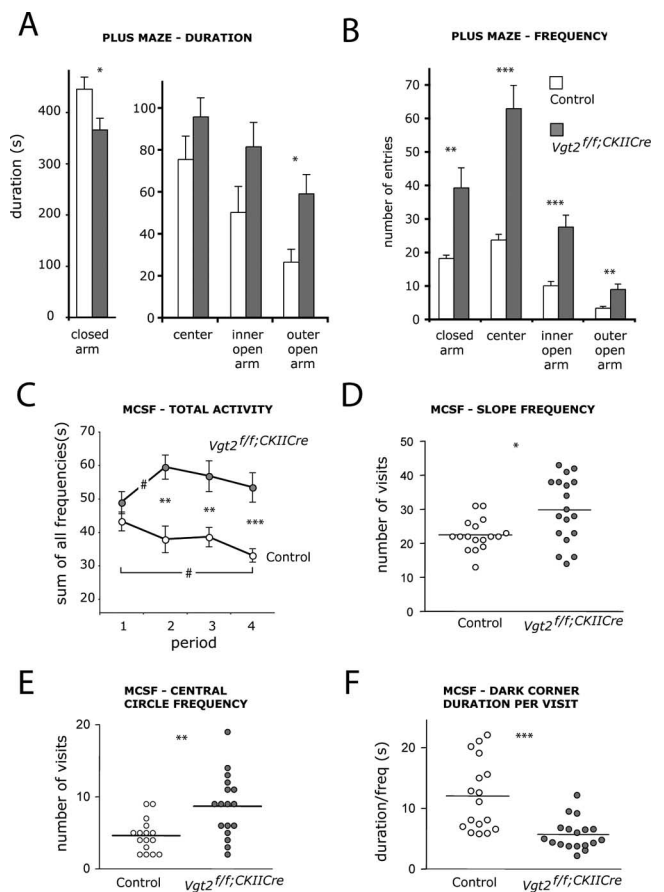 A
PLUS MAZE - DURATION
duration (s)
400
300
200
100
0
*
closed
arm
100
80
60
40
20
0
*
center
inner
open
arm
outer
open
arm
B
PLUS MAZE - FREQUENCY
number of entries
70
60
50
40
30
20
10
0
**
***
***
**
Control
Vgt2 f/f;CKIICre
closed
arm
center
inner
open
arm
outer
open
arm
C
MCSF - TOTAL ACTIVITY
Vgt2 f/f;CKIICre
sum of all frequencies(s)
70
60
50
40
30
20
#
**
**
***
Control
#
1 2 3 4
period
D
MCSF - SLOPE FREQUENCY
*
number of visits
50
40
30
20
10
0
Control
Vgt2 f/f;CKIICre
E
MCSF - CENTRAL
CIRCLE FREQUENCY
**
number of visits
20
10
0
Control
Vgt2 f/f;CKIICre
F
MCSF - DARK CORNER
DURATION PER VISIT
***
duration/freq (s)
20
10
0
Control
Vgt2 f/f;CKIICre